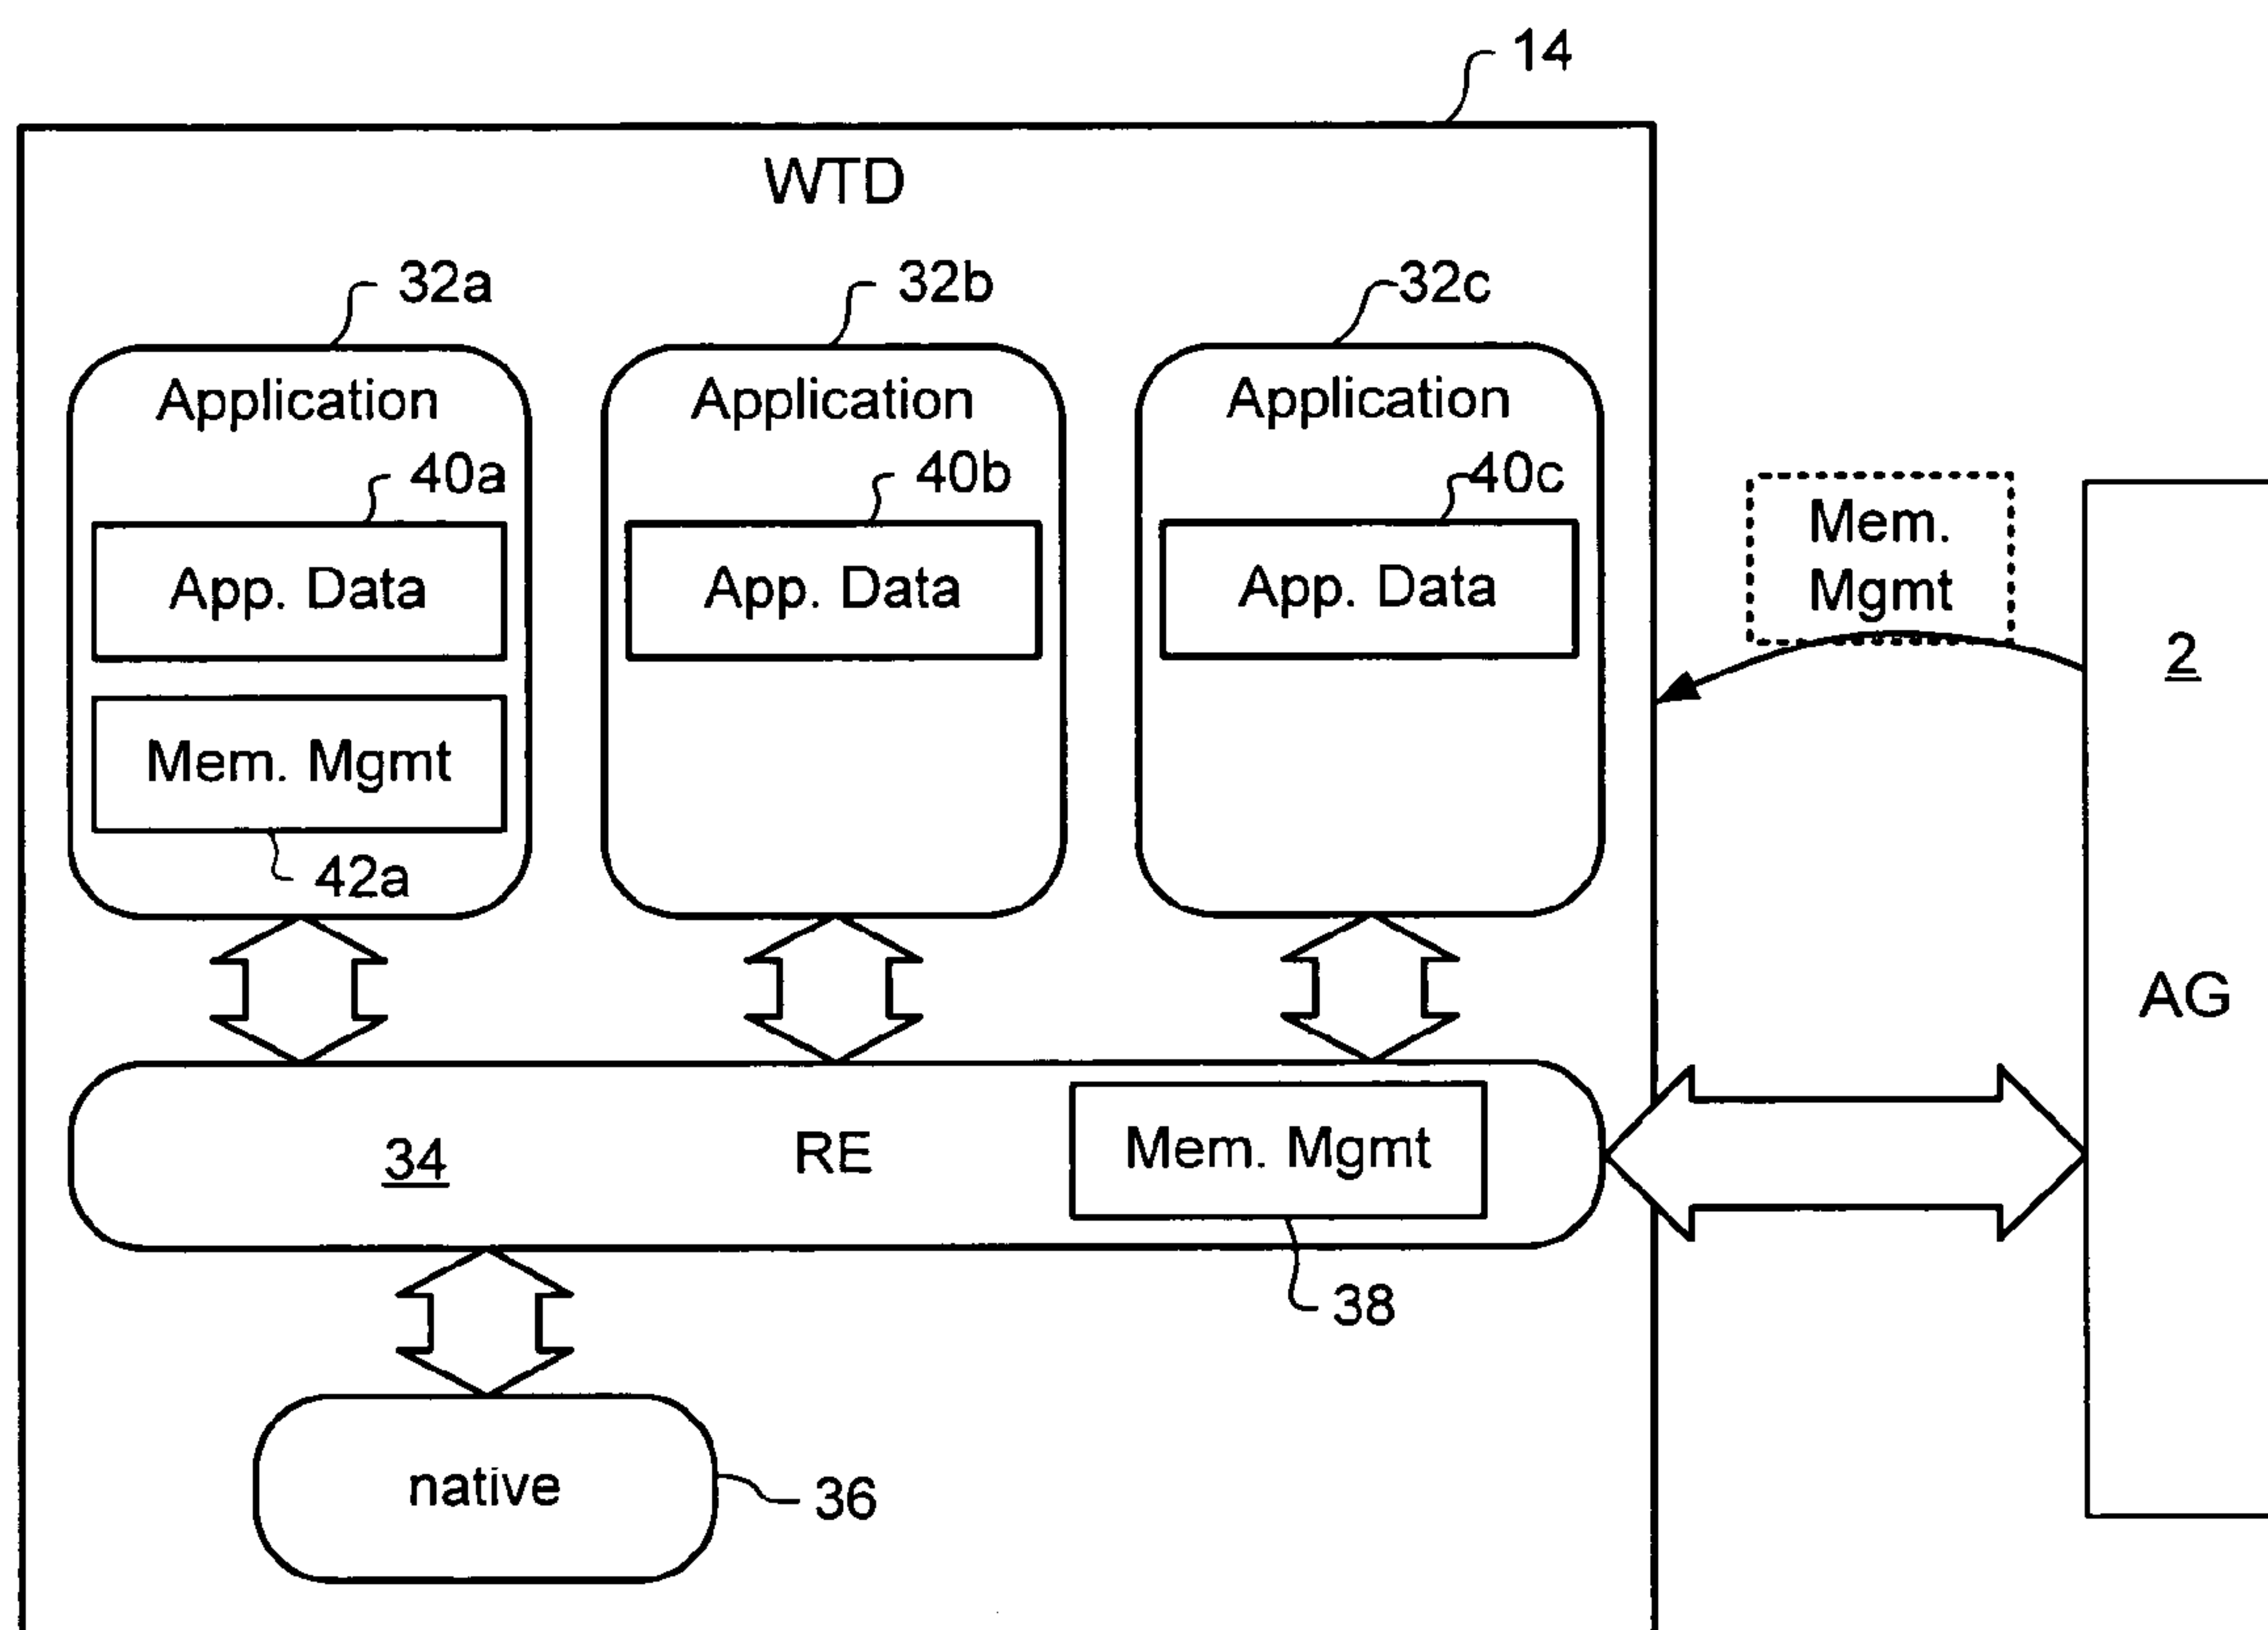 14
WTD
32a
32b
32c
Application
Application
Application
40a
40b
40c
App. Data
App. Data
App. Data
Mem.
Mgmt
2
Mem. Mgmt
42a
AG
34
RE
Mem. Mgmt
38
native
36